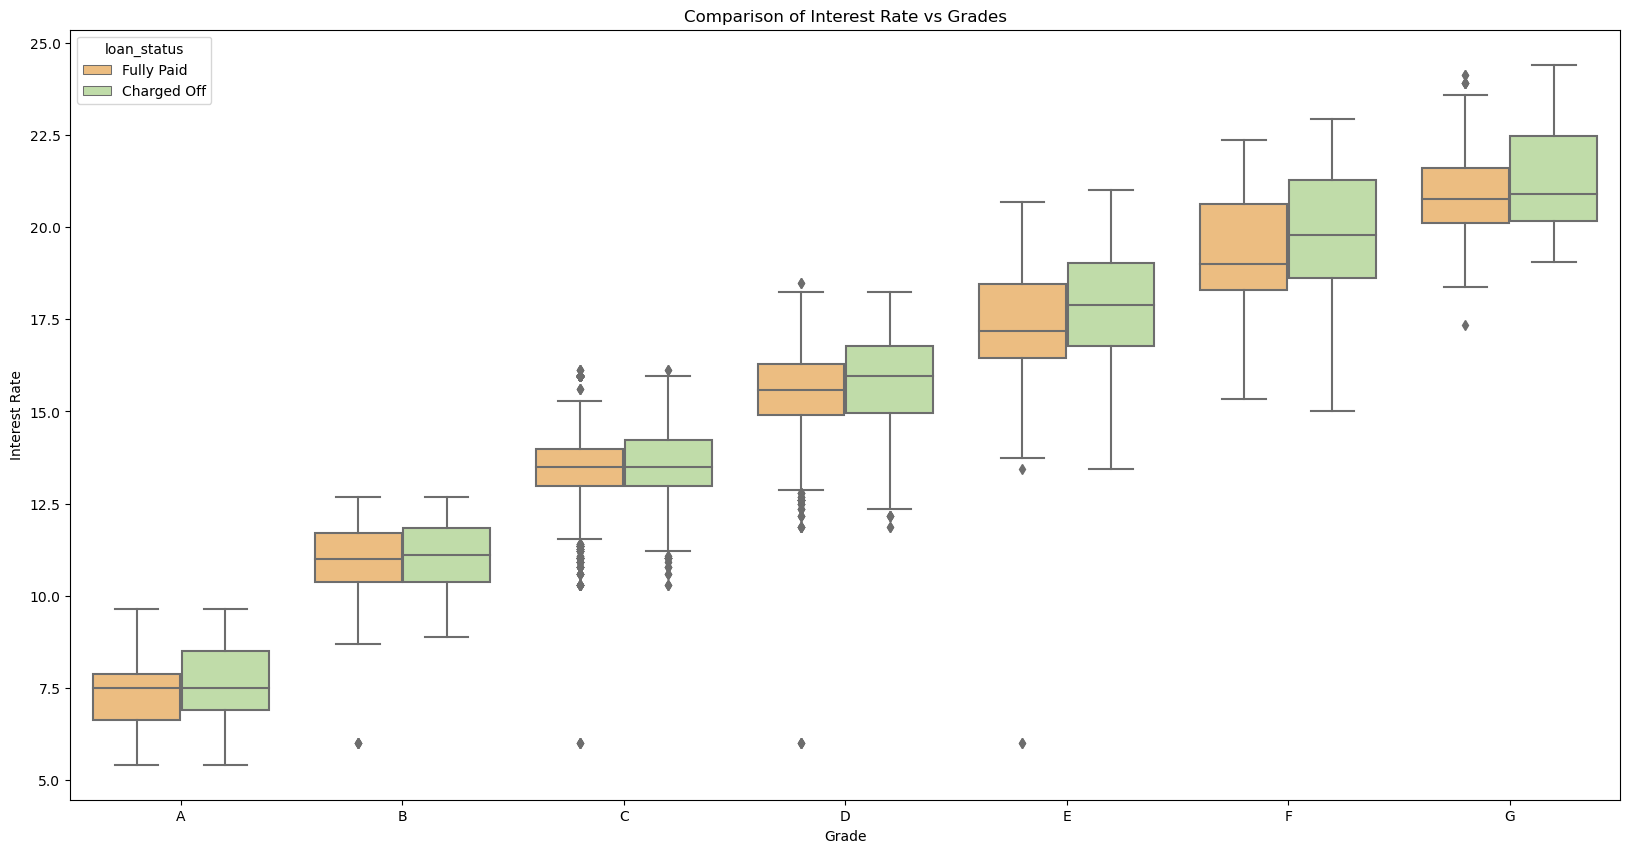 Comparison of Interest Rate vs Grades
loan_status
Fully Paid
Charged Off
Interest Rate
25.0
22.5
20.0
17.5
15.0
12.5
10.0
7.5
5.0
A B C D E F G
Grade